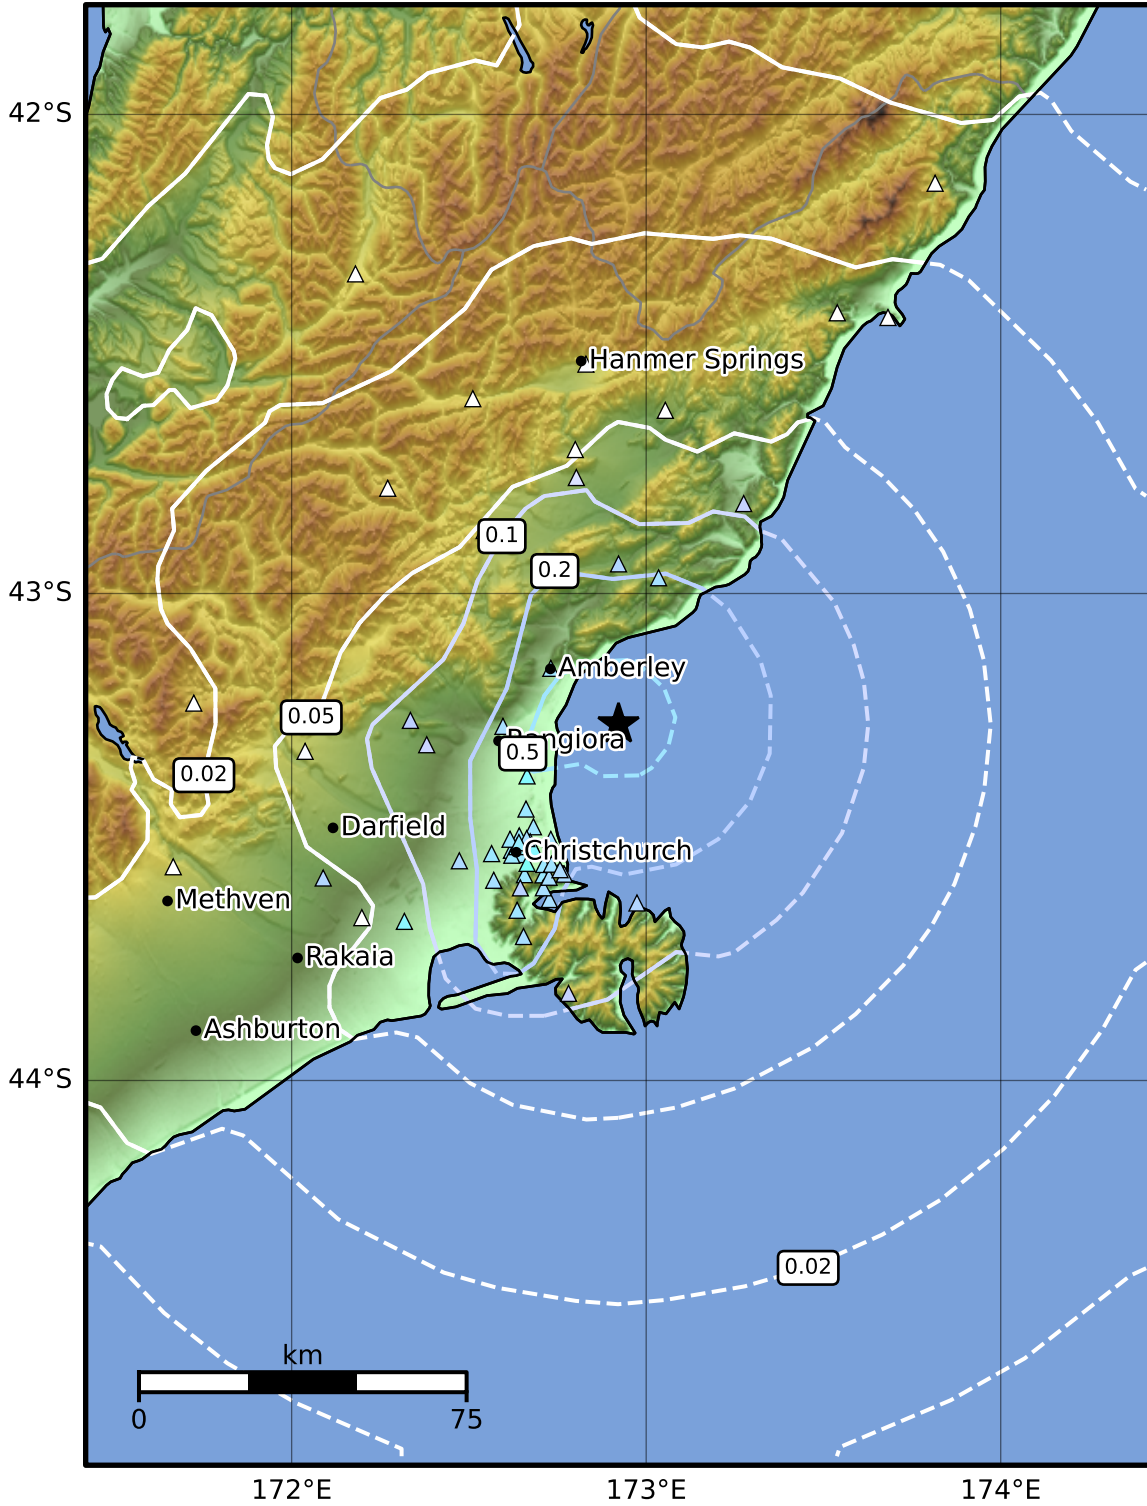 42°S
Hanmer Springs
0.1
0.2
43°S
Amberley
0.05
Rangiora
0.5
0.02
Darfield
Christchurch
Methven
Rakaia
Ashburton
44°S
0.02
km
0
75
172°E
173°E
174°E